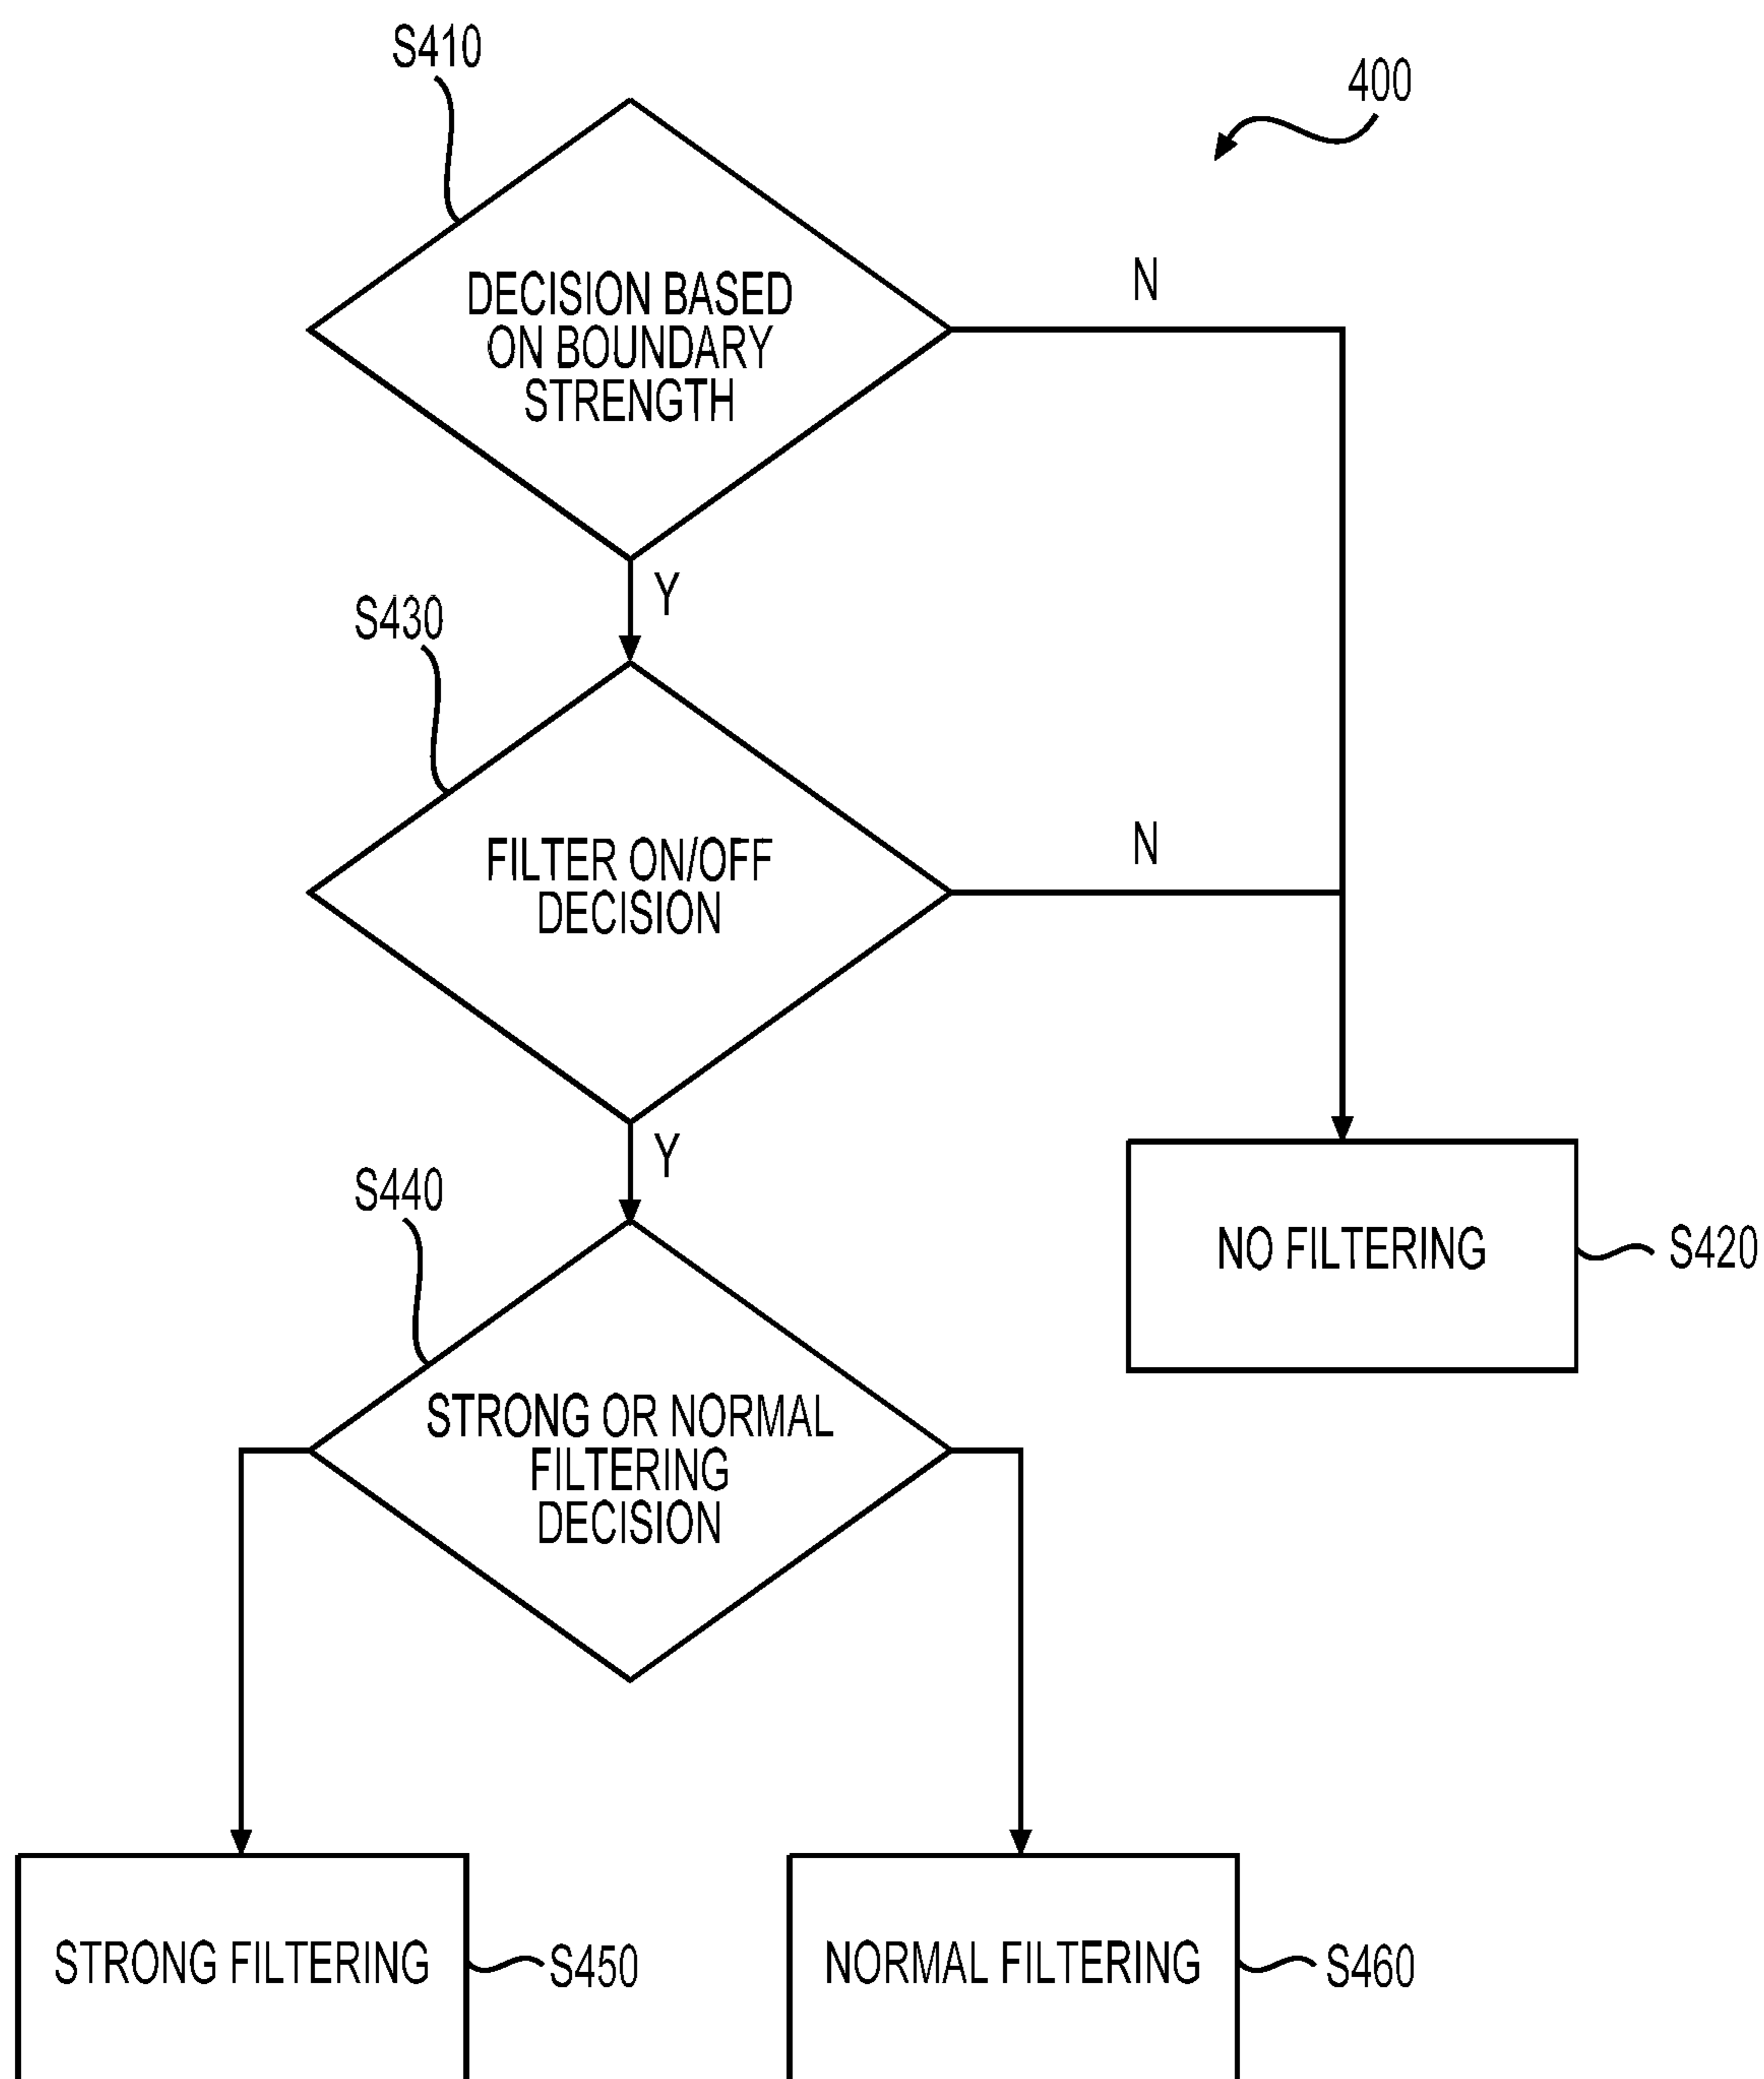 S410
400
DECISION BASED
ON BOUNDARY
STRENGTH
N
Y
S430
FILTER ON/OFF
DECISION
N
Y
S440
NO FILTERING
S420
STRONG OR NORMAL
FILTERING
DECISION
STRONG FILTERING
S450
NORMAL FILTERING
S460